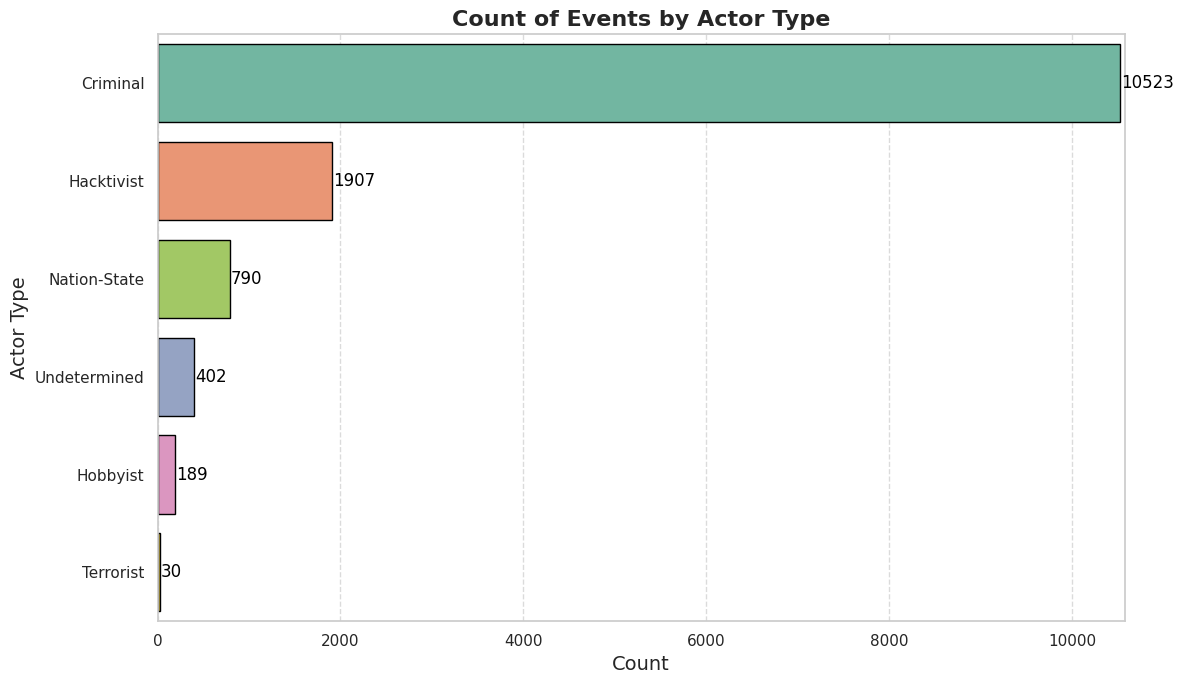 Count of Events by Actor Type
Actor Type
Criminal
10523
Hacktivist
1907
Nation-State
790
Undetermined
402
Hobbyist
189
Terrorist
30
0 2000 4000 6000 8000 10000
Count